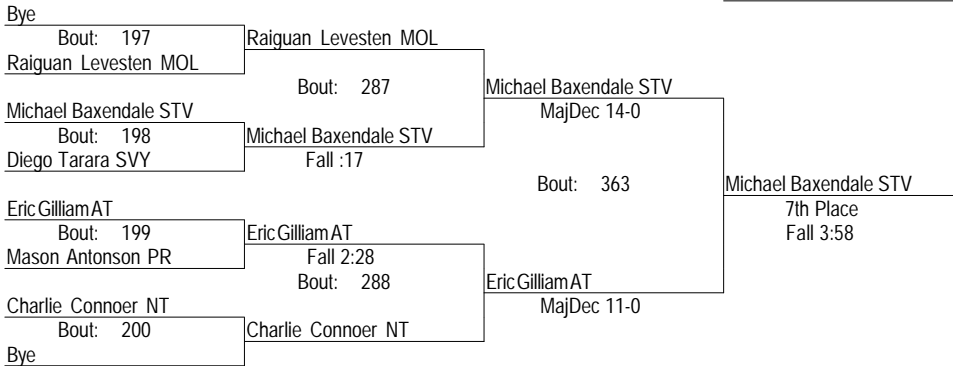 Bye
Bout: 197
Raiguan Levesten MOL
Raiguan Levesten MOL
Bout: 287
Michael Baxendale STV
Michael Baxendale STV
MajDec 14-0
Bout: 198
Michael Baxendale STV
Diego Tarara SVY
Fall :17
Bout: 363
Michael Baxendale STV
Eric Gilliam AT
7th Place
Bout: 199
Eric Gilliam AT
Fall 3:58
Mason Antonson PR
Fall 2:28
Bout: 288
Eric Gilliam AT
Charlie Connoer NT
MajDec 11-0
Bout: 200
Charlie Connoer NT
Bye